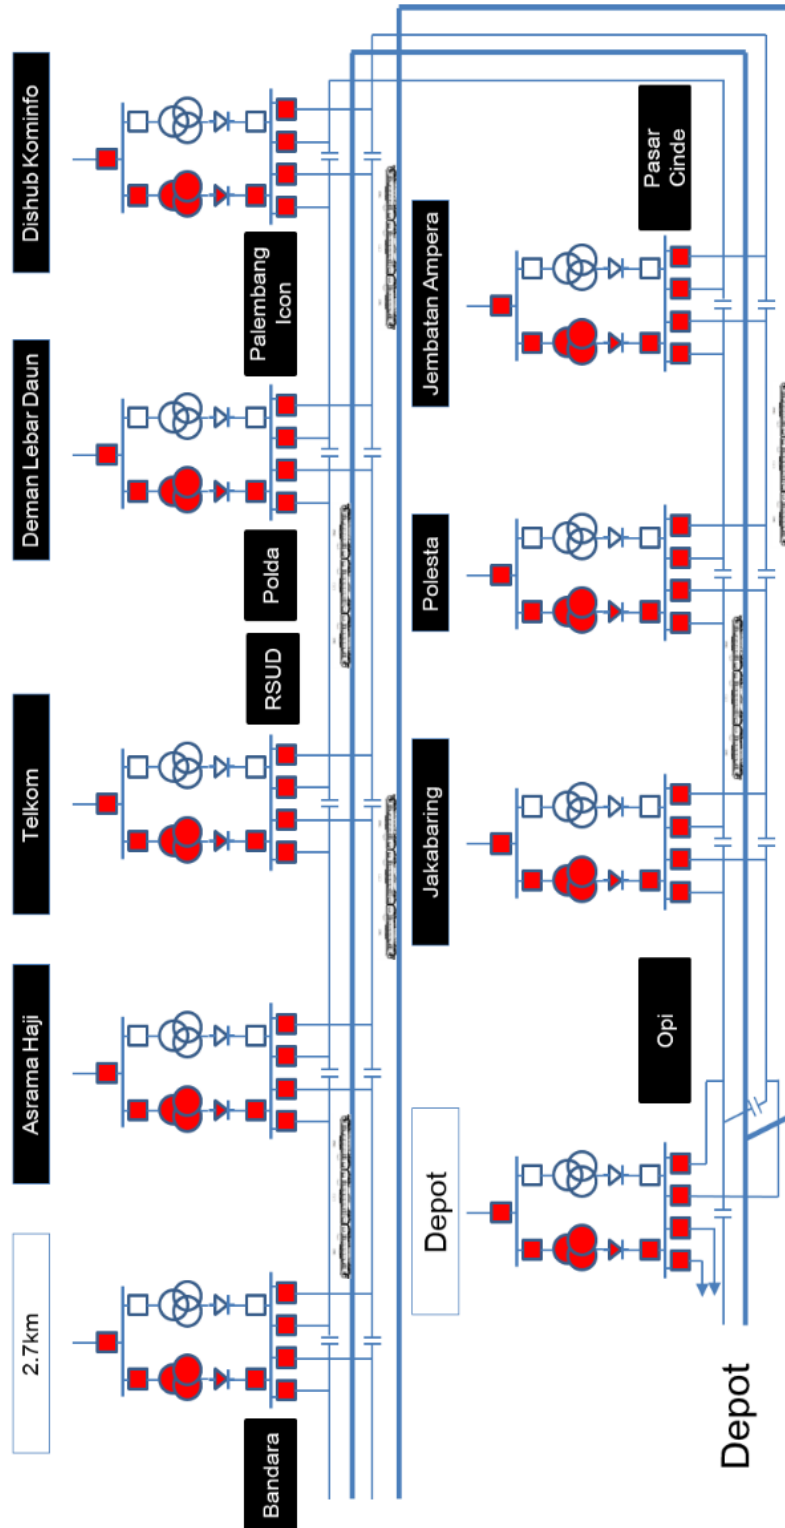 2.7km
Asrama Haji
Telkom
Deman Lebar Daun
Dishub Kominfo
Bandara
RSUD
Polda
Palembang
Icon
Depot
Jakabaring
Polesta
Jembatan Ampera
Opi
Pasar
Cinde
Depot